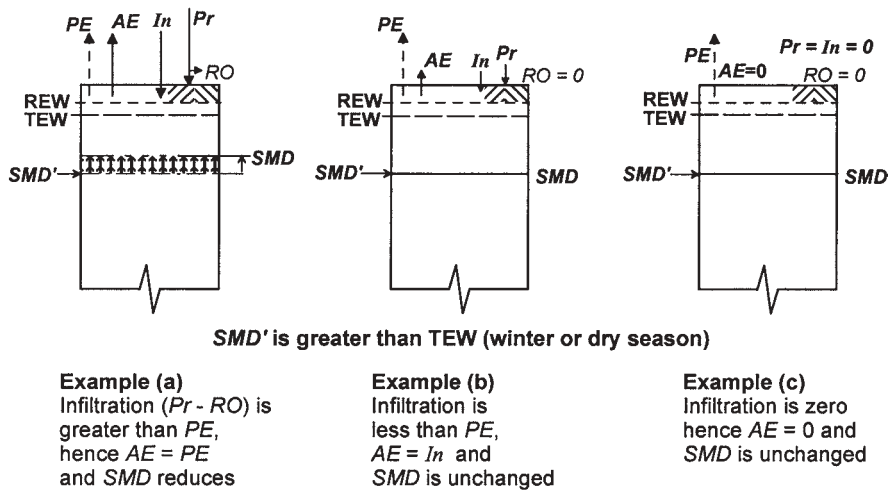 PE AE In Pr
RO
REW
TEW
SMD
SMD'
PE
AE In Pr
RO = 0
REW
TEW
SMD' SMD
PE Pr = In = 0
AE=0 RO = 0
REW
TEW
SMD' SMD
SMD' is greater than TEW (winter or dry season)
Example (a)
Infiltration (Pr - RO) is
greater than PE,
hence AE = PE
and SMD reduces
Example (b)
Infiltration is
less than PE,
AE = In and
SMD is unchanged
Example (c)
Infiltration is zero
hence AE = 0 and
SMD is unchanged